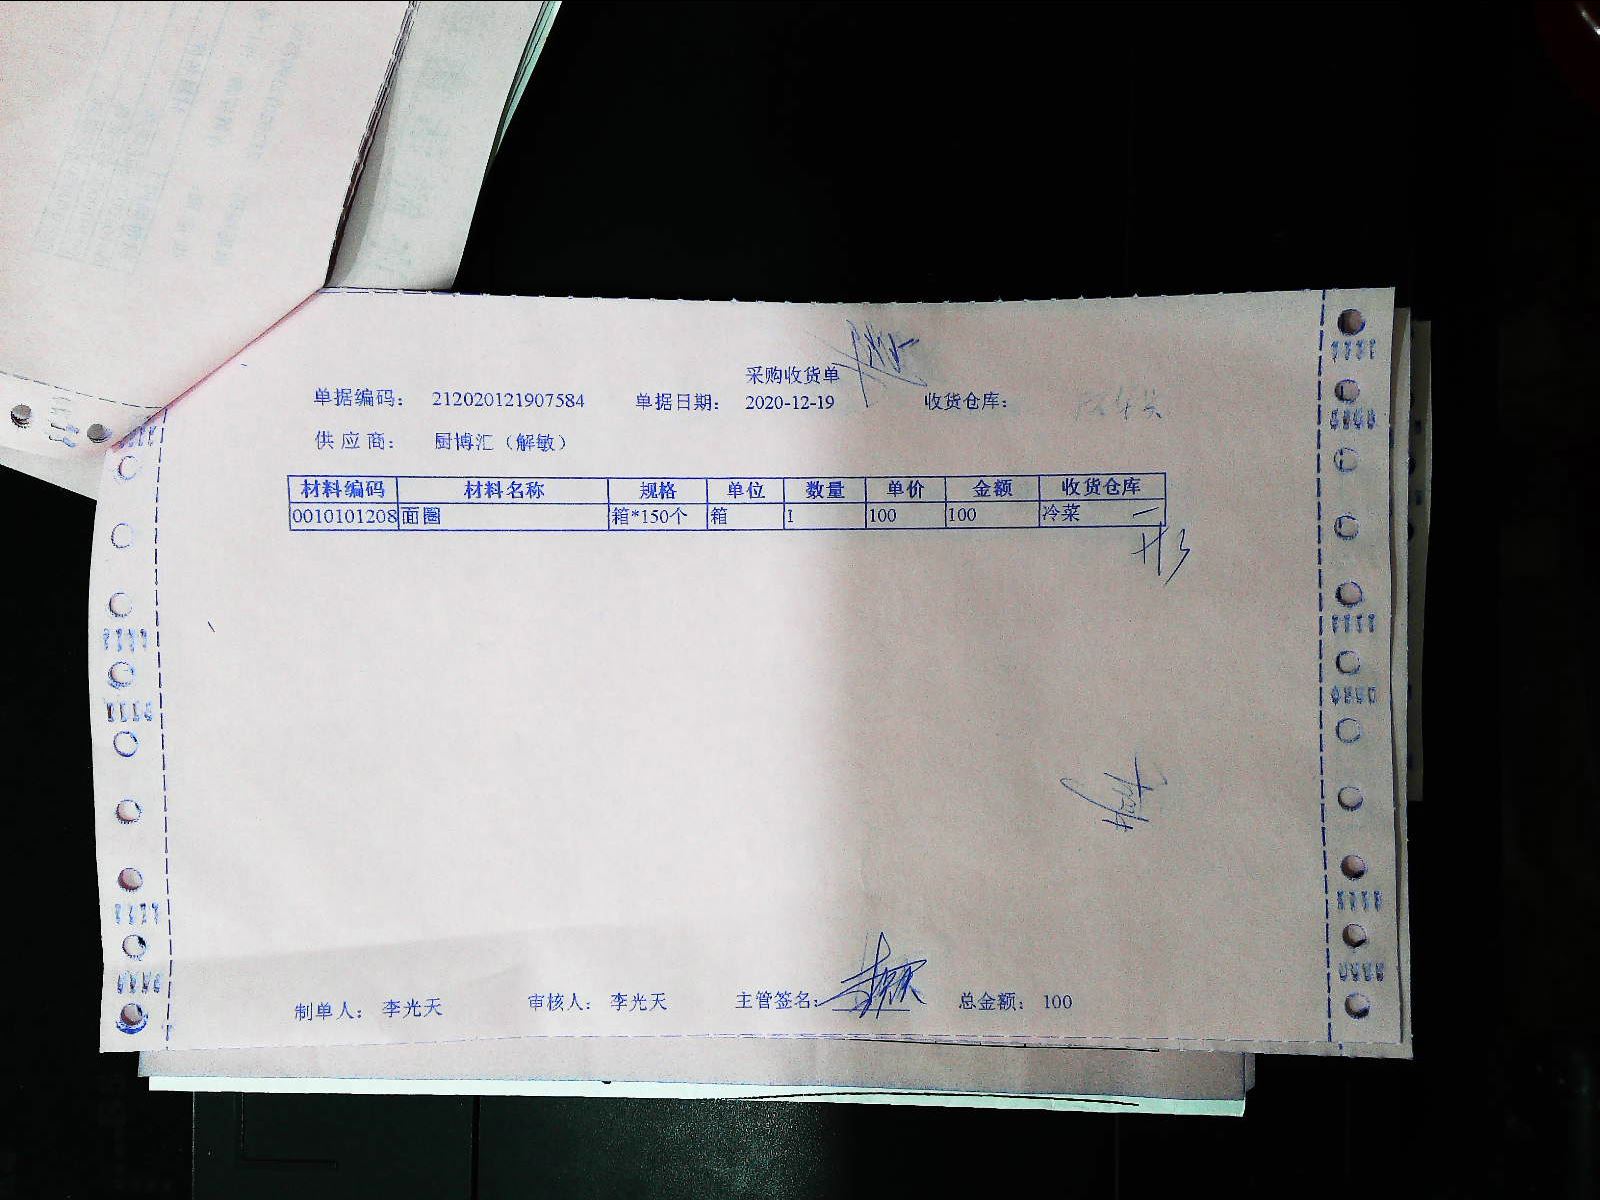 采购收货单
单据编码: 212020121907584 单据日期: 2020-12-19 收货仓库:
供应商: 厨博汇（解敏）
材料编码 材料名称 规格 单位 数量 单价 金额 收货仓库
0010101208 面圈 箱*150个 箱 1 100 100 冷菜
制单人: 李光天 审核人: 李光天 主管签名: 总金额: 100